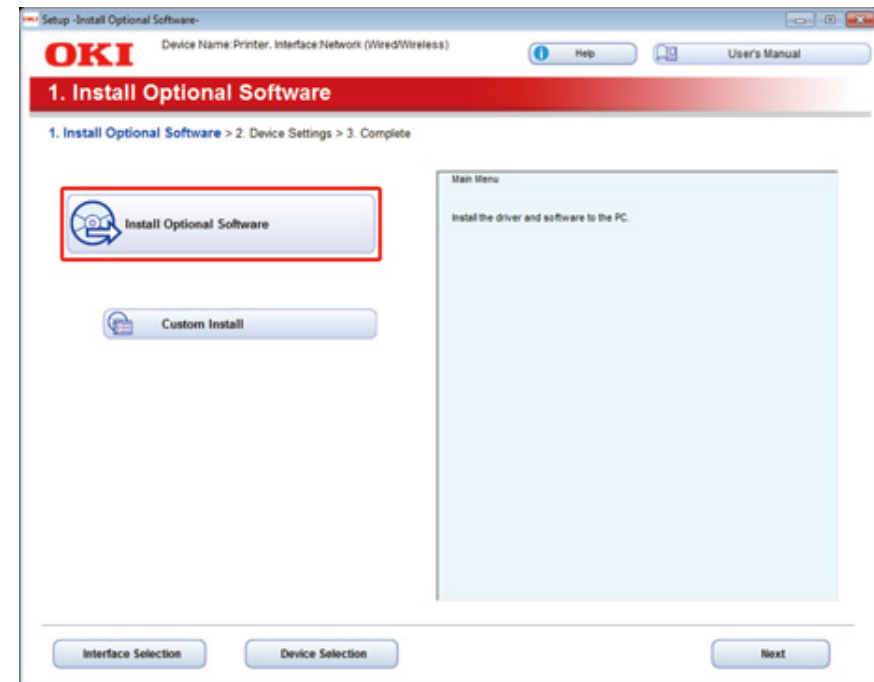 Setup -Install Optional Software-
OKI
Device Name:Printer, Interface:Network (Wired/Wireless)
Help
User's Manual
1. Install Optional Software
1. Install Optional Software > 2. Device Settings > 3. Complete
Install Optional Software
Custom Install
Main Menu
Install the driver and software to the PC.
Interface Selection
Device Selection
Next